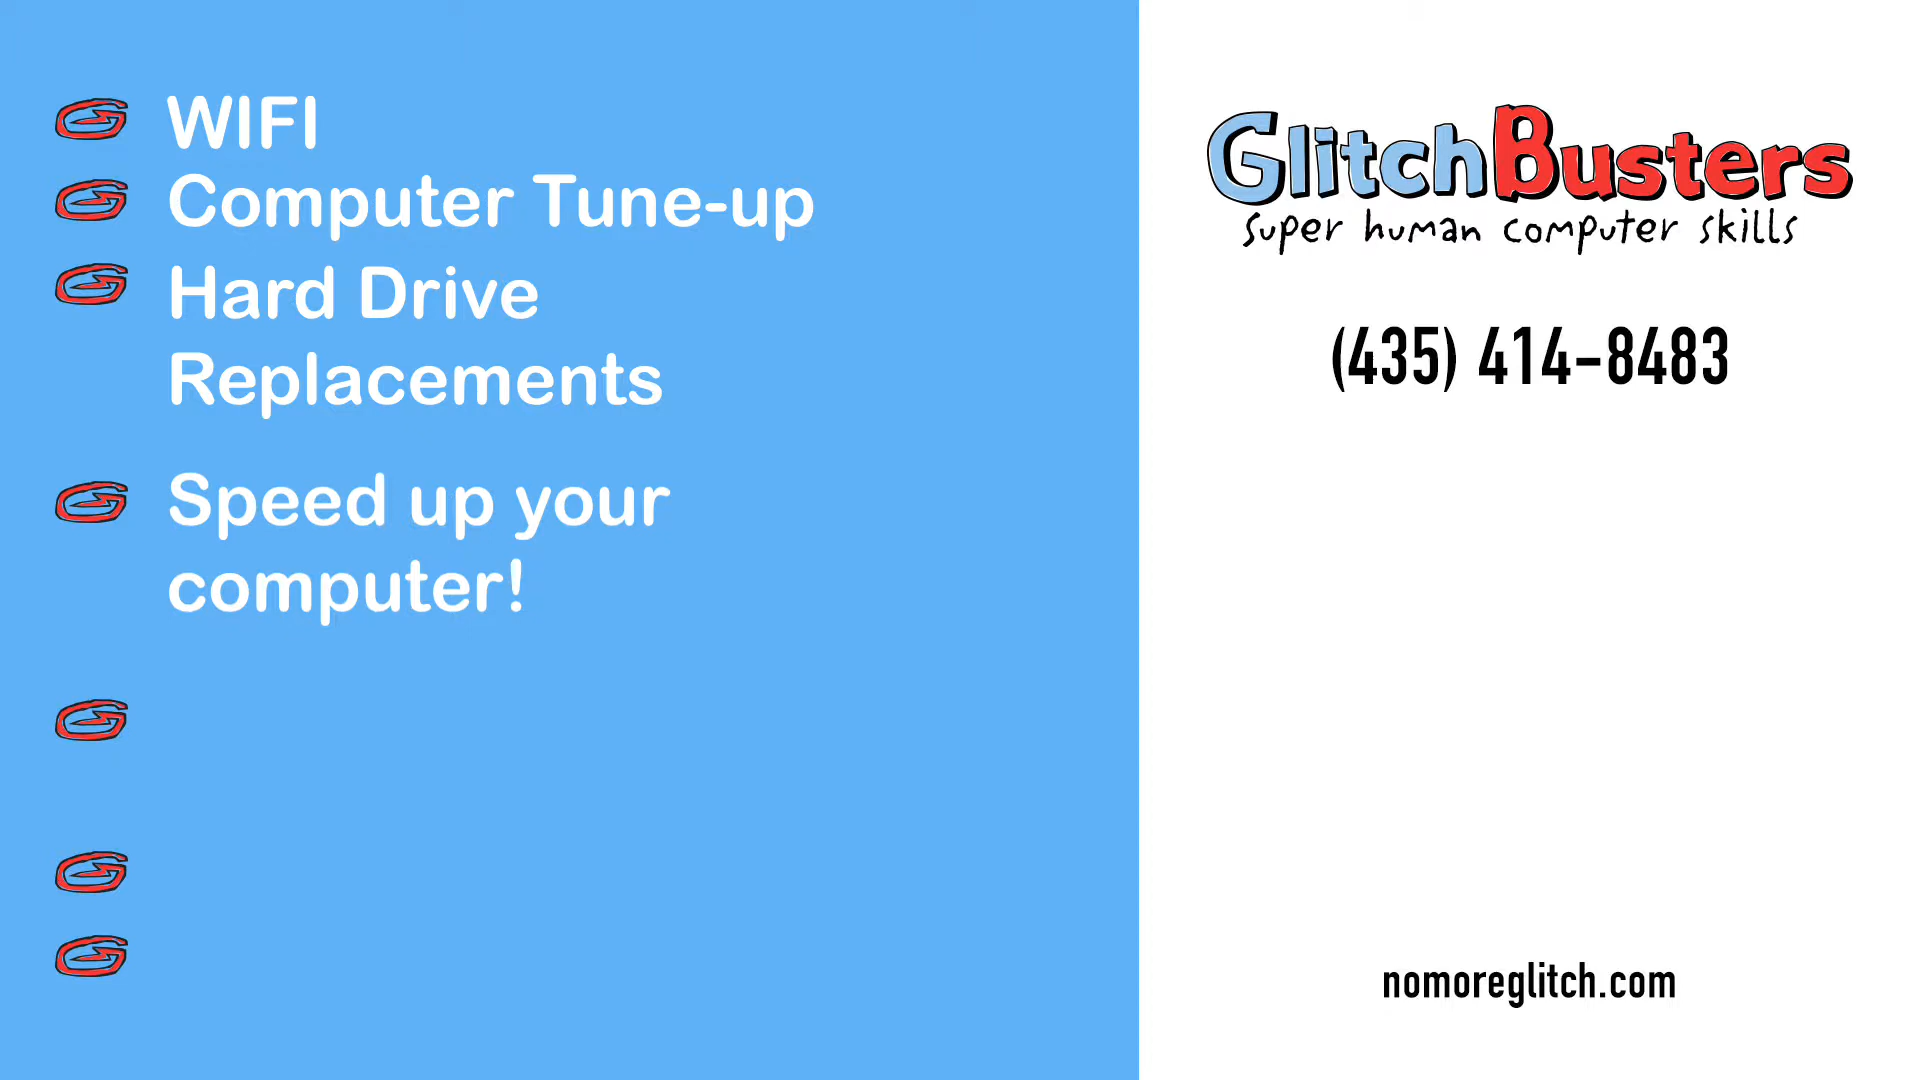 WIFI
Computer Tune-up
Hard Drive
Replacements
Speed up your
computer!
GlitchBusters
super human computer skills
(435) 414-8483
nomoreglitch.com